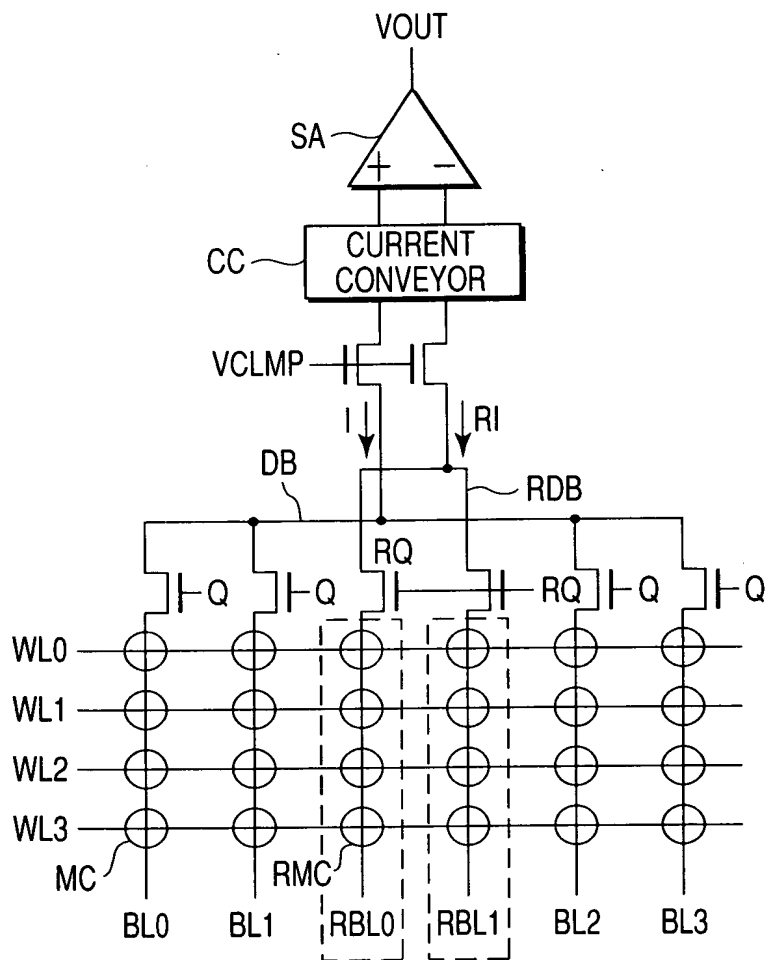 VOUT
SA
+ −
CC
CURRENT
CONVEYOR
VCLMP
I
RI
DB
RDB
RQ
Q
Q
RQ
Q
Q
WL0
WL1
WL2
WL3
MC
RMC
BL0
BL1
RBL0
RBL1
BL2
BL3